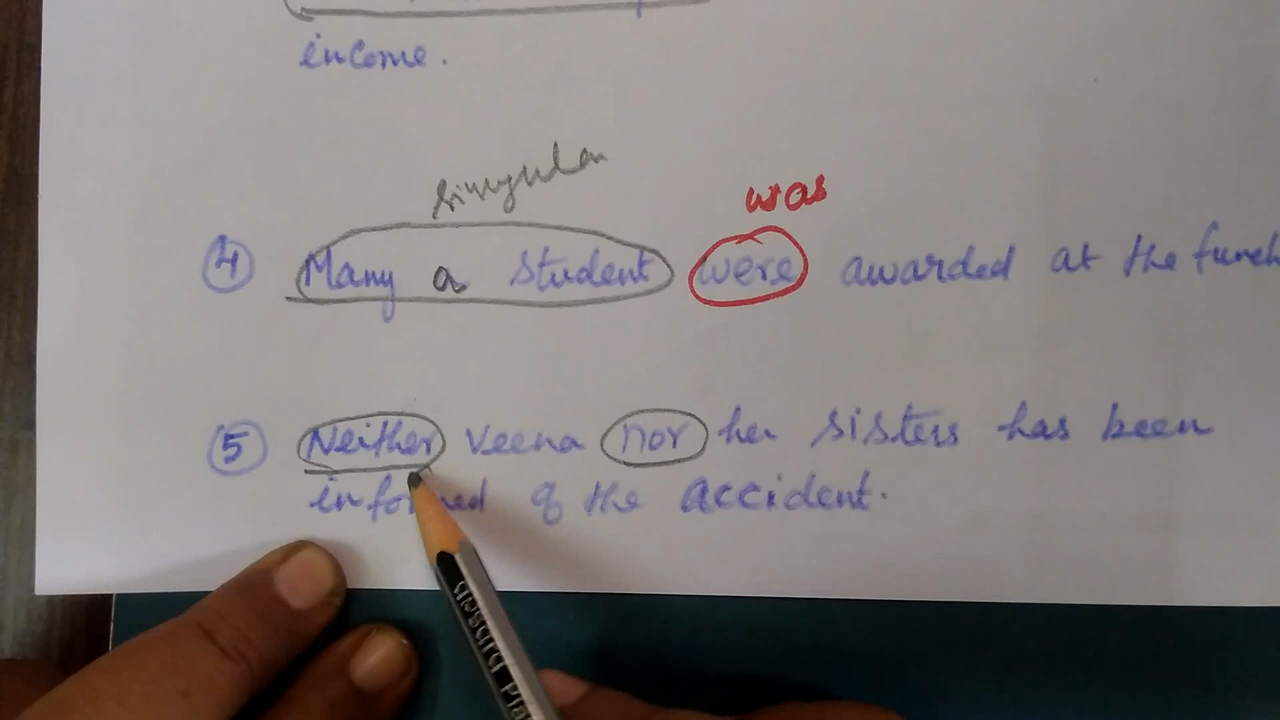 income.
singular
was
4 Many a student were awarded at the
5 Neither Veena nor her sisters has been
informed of the accident.